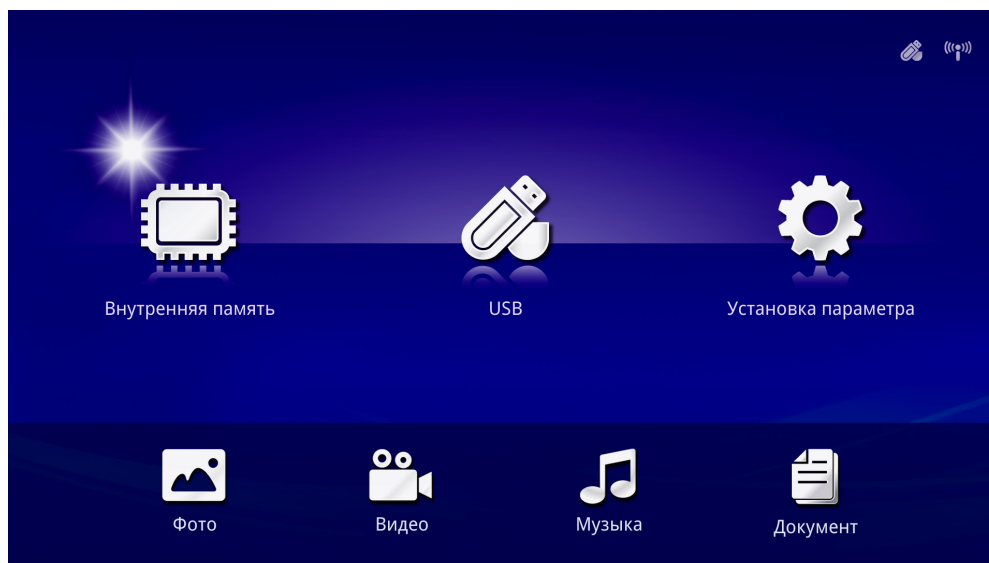 Внутренняя память
USB
Установка параметра
Фото
Видео
Музыка
Документ